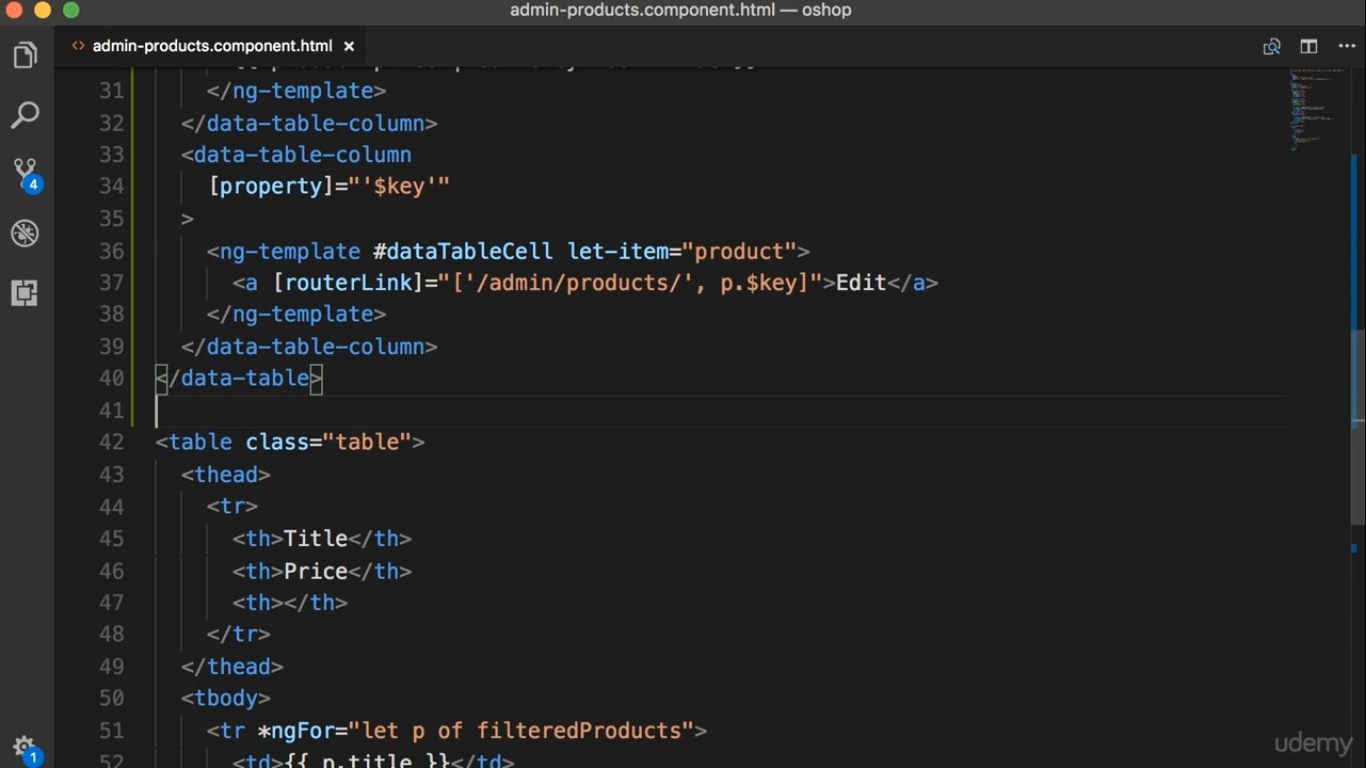 admin-products.component.html — oshop
<> admin-products.component.html ×
31 </ng-template>
32 </data-table-column>
33 <data-table-column
34 [property]="'$key'"
35 >
36 <ng-template #dataTableCell let-item="product">
37 <a [routerLink]="['/admin/products/', p.$key]">Edit</a>
38 </ng-template>
39 </data-table-column>
40 </data-table>
41
42 <table class="table">
43 <thead>
44 <tr>
45 <th>Title</th>
46 <th>Price</th>
47 <th></th>
48 </tr>
49 </thead>
50 <tbody>
51 <tr *ngFor="let p of filteredProducts">
52 <td>{{ p.title }}</td>
4
1
udemy